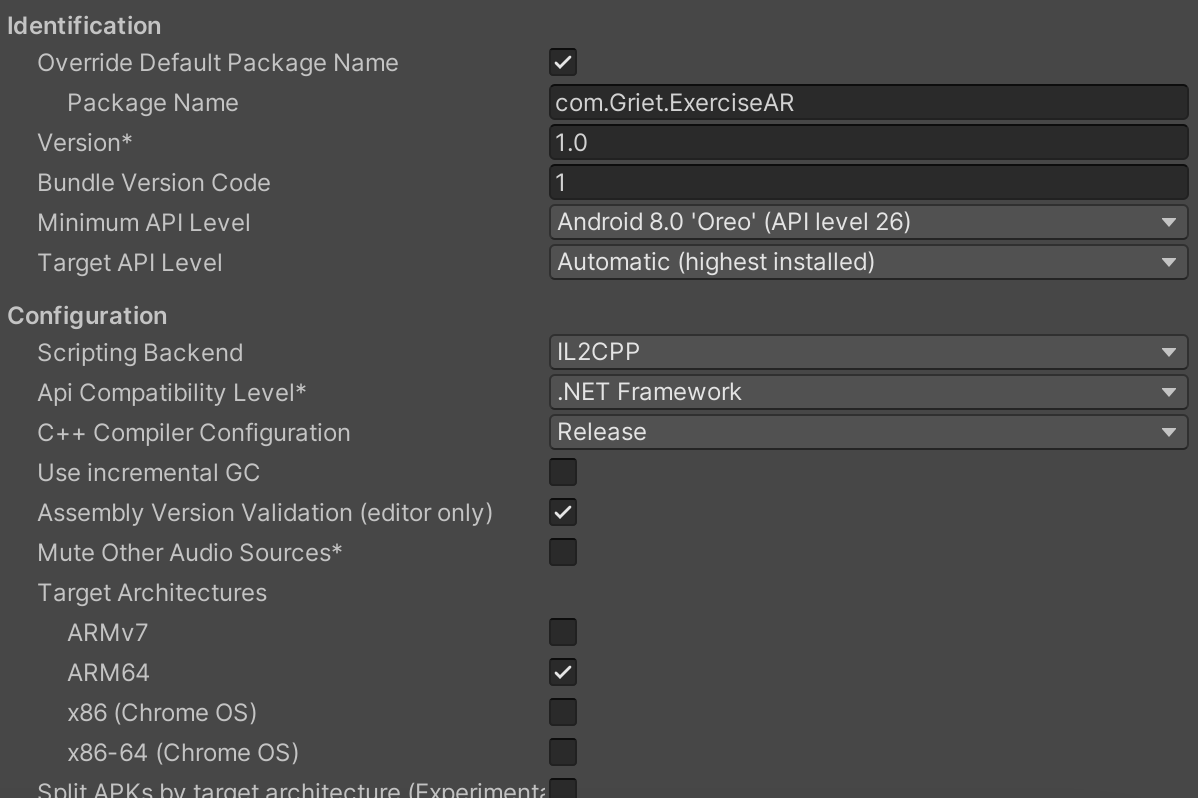 Identification
Override Default Package Name
Package Name com.Griet.ExerciseAR
Version* 1.0
Bundle Version Code 1
Minimum API Level Android 8.0 'Oreo' (API level 26)
Target API Level Automatic (highest installed)
Configuration
Scripting Backend IL2CPP
Api Compatibility Level* .NET Framework
C++ Compiler Configuration Release
Use incremental GC
Assembly Version Validation (editor only)
Mute Other Audio Sources*
Target Architectures
ARMv7
ARM64
x86 (Chrome OS)
x86-64 (Chrome OS)
Split APKs by target architecture (Experimenta